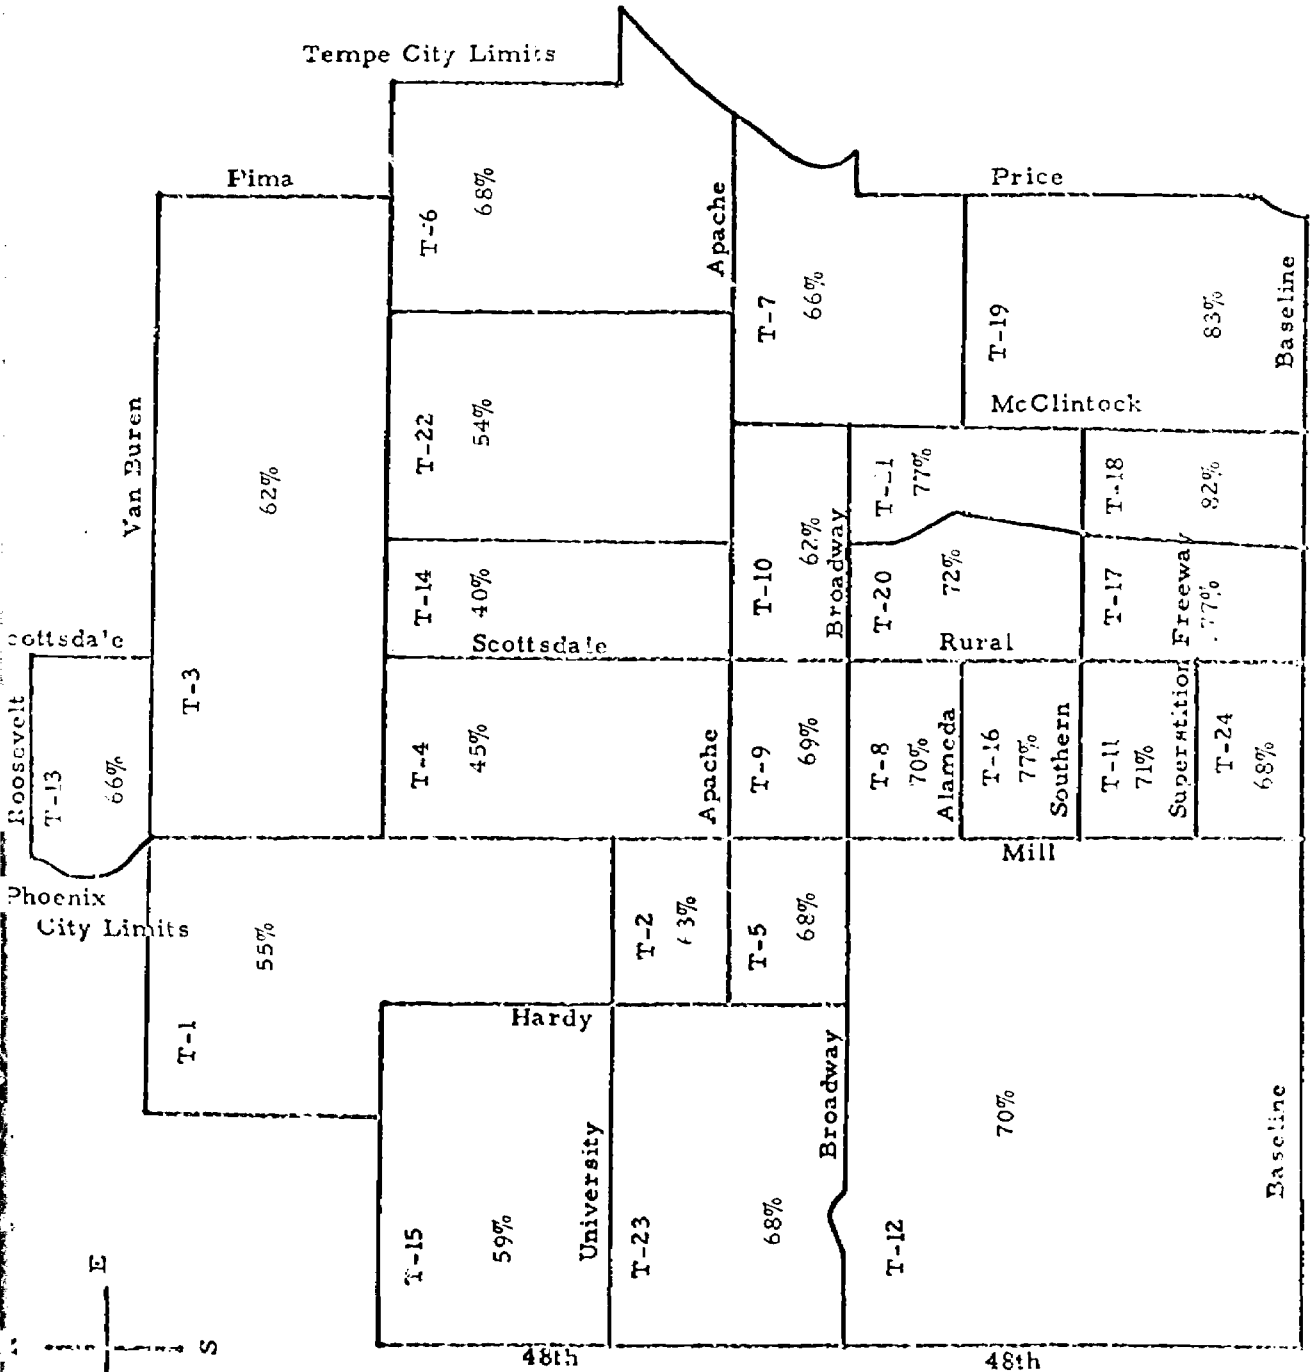 Tempe City Limits
Pima
Price
T-6
68%
Apache
T-7
66%
T-19
83%
Baseline
Van Buren
62%
T-22
54%
McClintock
77%
T-18
T-10
62%
Broadway
T-20
72%
T-17
Superstition Freeway
77%
T-14
40%
Scottsdale
Rural
Roosevelt
T-13
66%
T-3
T-4
45%
Apache
T-9
69%
T-8
70%
Alameda
T-16
77%
Southern
T-11
71%
T-24
68%
Mill
Phoenix
City Limits
55%
T-1
T-2
T-5
68%
Hardy
T-15
59%
University
T-23
68%
Broadway
T-12
70%
Baseline
E
S
48th
48th